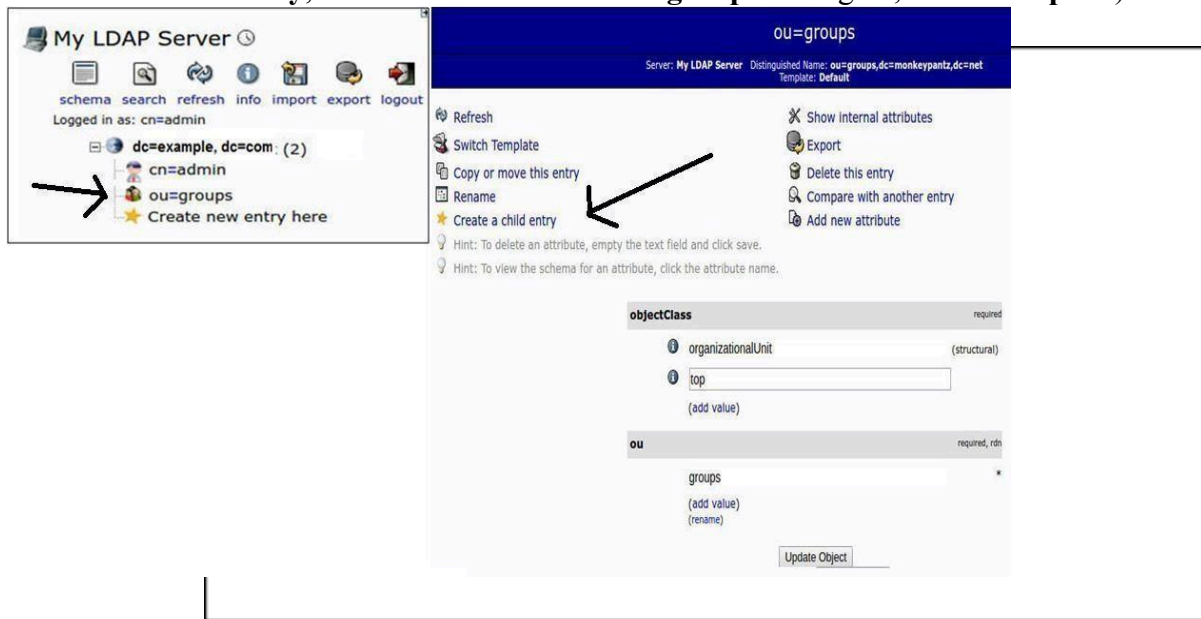 My LDAP Server
schema search refresh info import export logout
Logged in as: cn=admin
dc=example, dc=com: (2)
cn=admin
ou=groups
Create new entry here
ou=groups
Server: My LDAP Server Distinguished Name: ou=groups,dc=monkeypantz,dc=net
Template: Default
Refresh
Switch Template
Copy or move this entry
Rename
Create a child entry
Show internal attributes
Export
Delete this entry
Compare with another entry
Add new attribute
Hint: To delete an attribute, empty the text field and click save.
Hint: To view the schema for an attribute, click the attribute name.
objectClass required
organizationalUnit (structural)
top
(add value)
ou required, rdn
groups *
(add value)
(rename)
Update Object